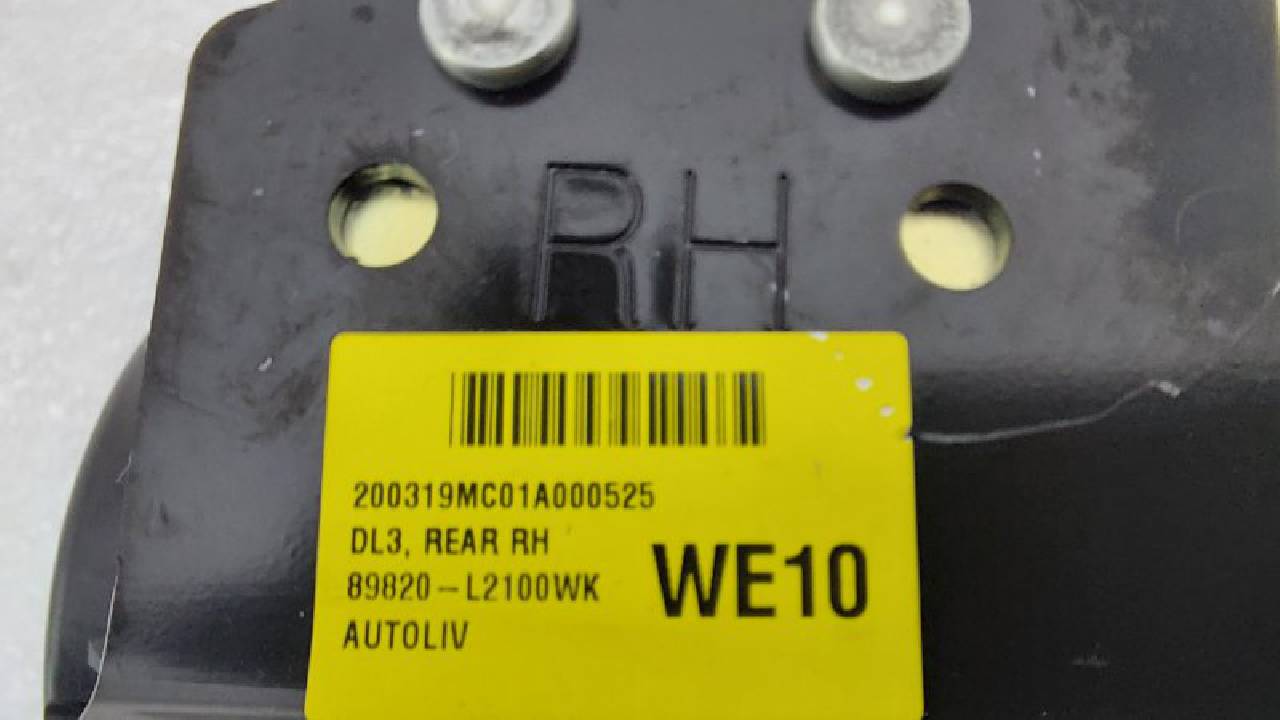 RH
200319MC01A000525
DL3, REAR RH
89820-L2100WK
WE10
AUTOLIV